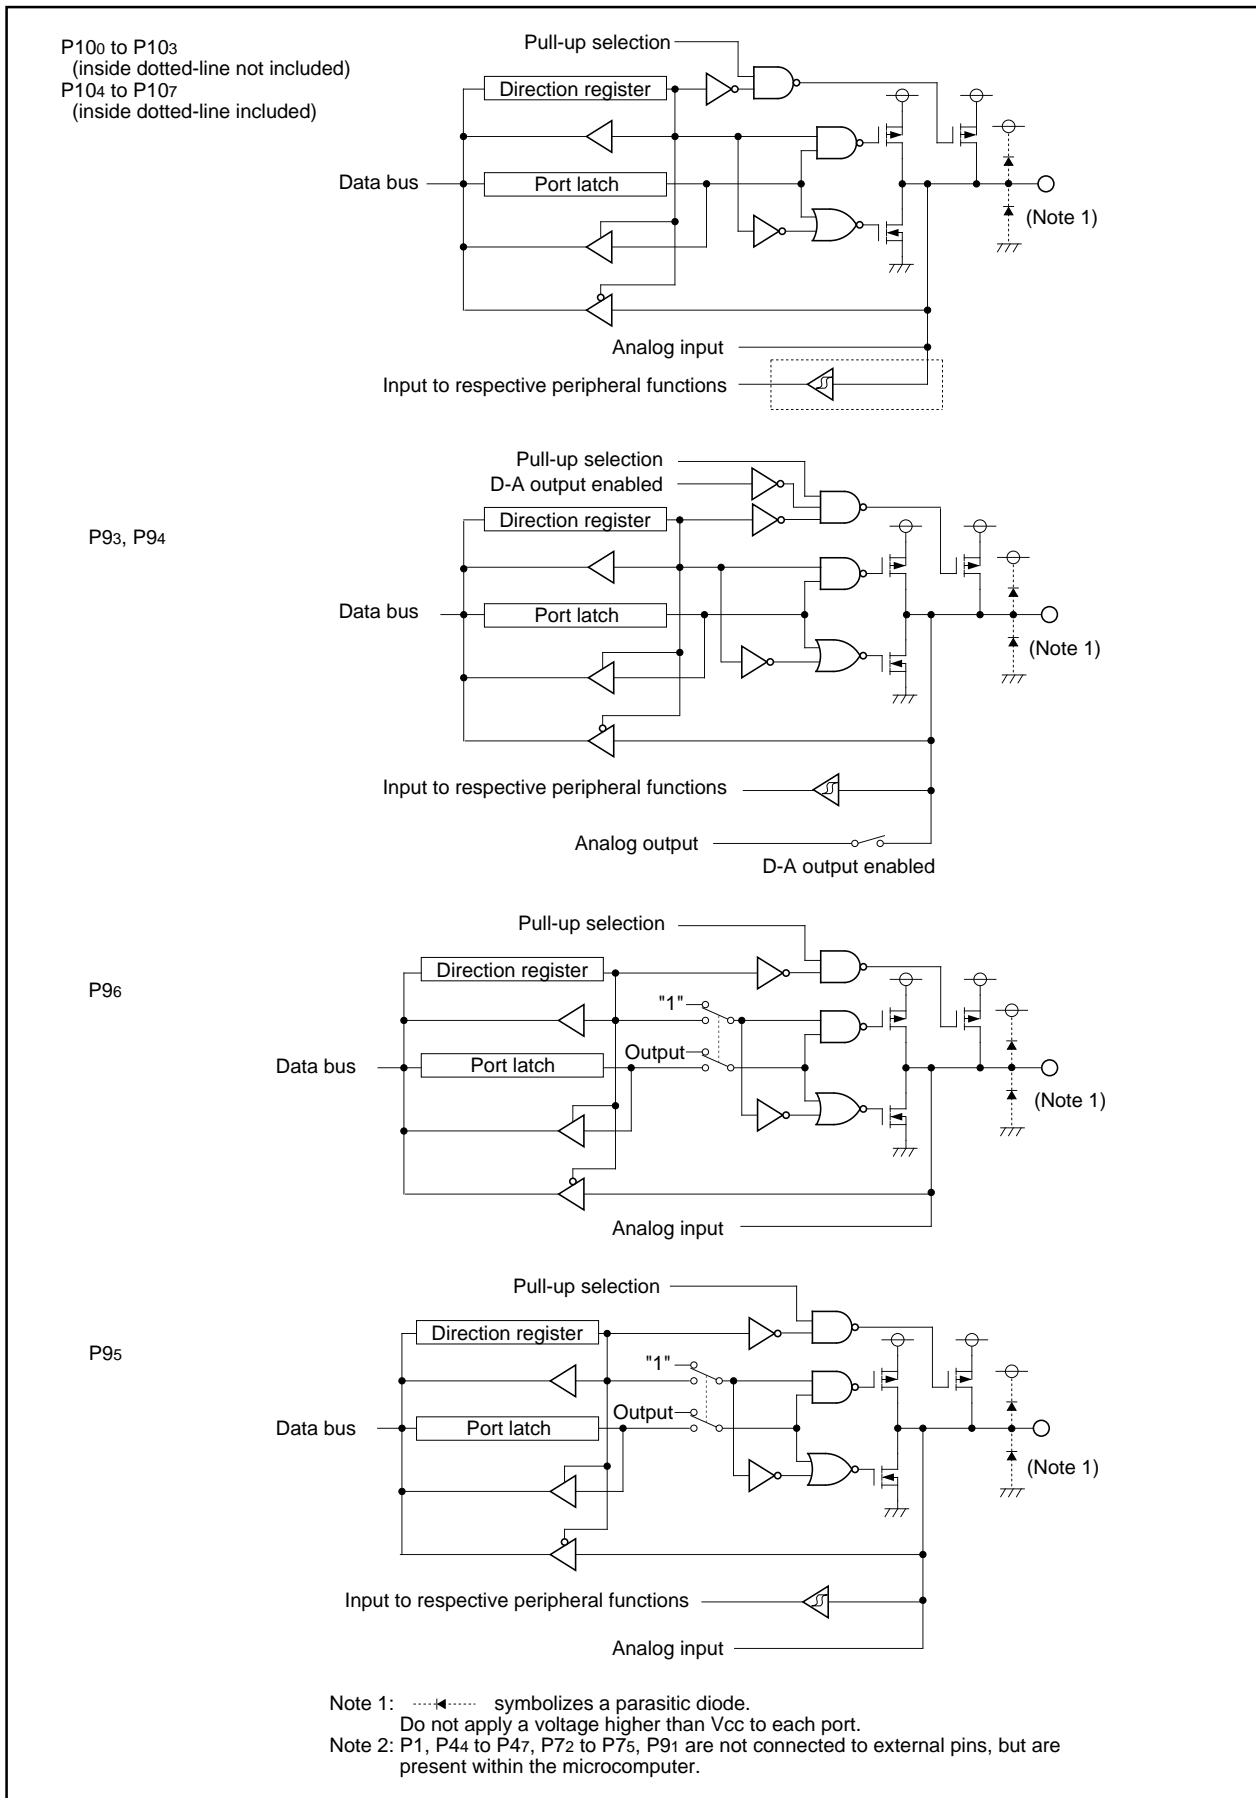 P100 to P103
(inside dotted-line not included)
P104 to P107
(inside dotted-line included)
Pull-up selection
Direction register
Data bus
Port latch
(Note 1)
Analog input
Input to respective peripheral functions
Pull-up selection
D-A output enabled
Direction register
P93, P94
Data bus
Port latch
(Note 1)
Input to respective peripheral functions
Analog output
D-A output enabled
Pull-up selection
Direction register
P96
"1"
Output
Data bus
Port latch
(Note 1)
Analog input
Pull-up selection
Direction register
P95
"1"
Output
Data bus
Port latch
(Note 1)
Input to respective peripheral functions
Analog input
Note 1: symbolizes a parasitic diode.
Do not apply a voltage higher than Vcc to each port.
Note 2: P1, P44 to P47, P72 to P75, P91 are not connected to external pins, but are
present within the microcomputer.